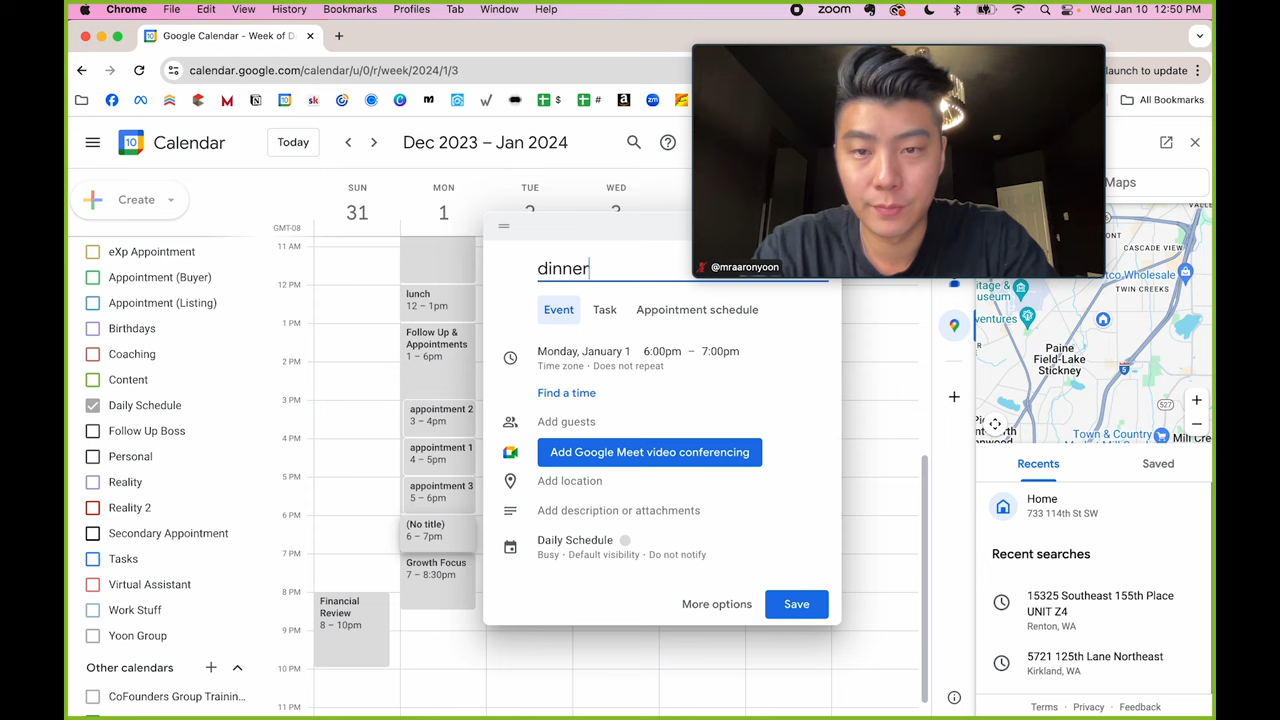 Chrome File Edit View History Bookmarks Profiles Tab Window Help zoom Wed Jan 10 12:50 PM
Google Calendar - Week of D
calendar.google.com/calendar/u/0/r/week/2024/1/3
launch to update
$ # All Bookmarks
10 Calendar Today Dec 2023 – Jan 2024
Create
SUN MON TUE WED
31 1
GMT-08
11 AM
12 PM
1 PM
2 PM
3 PM
4 PM
5 PM
6 PM
7 PM
8 PM
9 PM
10 PM
11 PM
eXp Appointment
Appointment (Buyer)
Appointment (Listing)
Birthdays
Coaching
Content
Daily Schedule
Follow Up Boss
Personal
Reality
Reality 2
Secondary Appointment
Tasks
Virtual Assistant
Work Stuff
Yoon Group
Other calendars
CoFounders Group Trainin...
Financial
Review
8 – 10pm
lunch
12 – 1pm
Follow Up &
Appointments
1 – 6pm
appointment 2
3 – 4pm
appointment 1
4 – 5pm
appointment 3
5 – 6pm
(No title)
6 – 7pm
Growth Focus
7 – 8:30pm
dinner
Event Task Appointment schedule
Monday, January 1 6:00pm – 7:00pm
Time zone · Does not repeat
Find a time
Add guests
Add Google Meet video conferencing
Add location
Add description or attachments
Daily Schedule
Busy · Default visibility · Do not notify
More options Save
@mraaronyoon
Maps
CASCADE VIEW
Costco Wholesale
TWIN CREES
Paine
Field-Lake
Stickney
5
527
Town & Country
Mill Cre
Recents Saved
Home
733 114th St SW
Recent searches
15325 Southeast 155th Place
UNIT Z4
Renton, WA
5721 125th Lane Northeast
Kirkland, WA
Terms · Privacy · Feedback